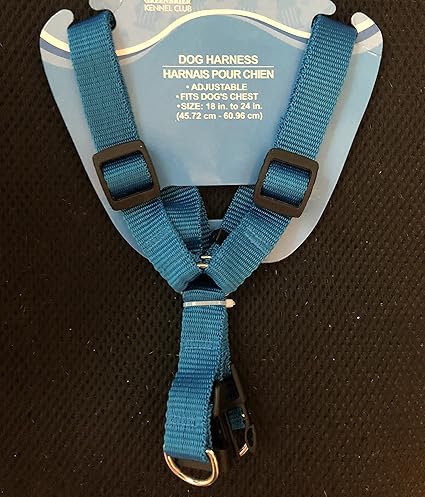 GREENBRIER
KENNEL CLUB
DOG HARNESS
HARNAIS POUR CHIEN
• ADJUSTABLE
• FITS DOG'S CHEST
• SIZE: 18 in. to 24 in.
(45.72 cm - 60.96 cm)